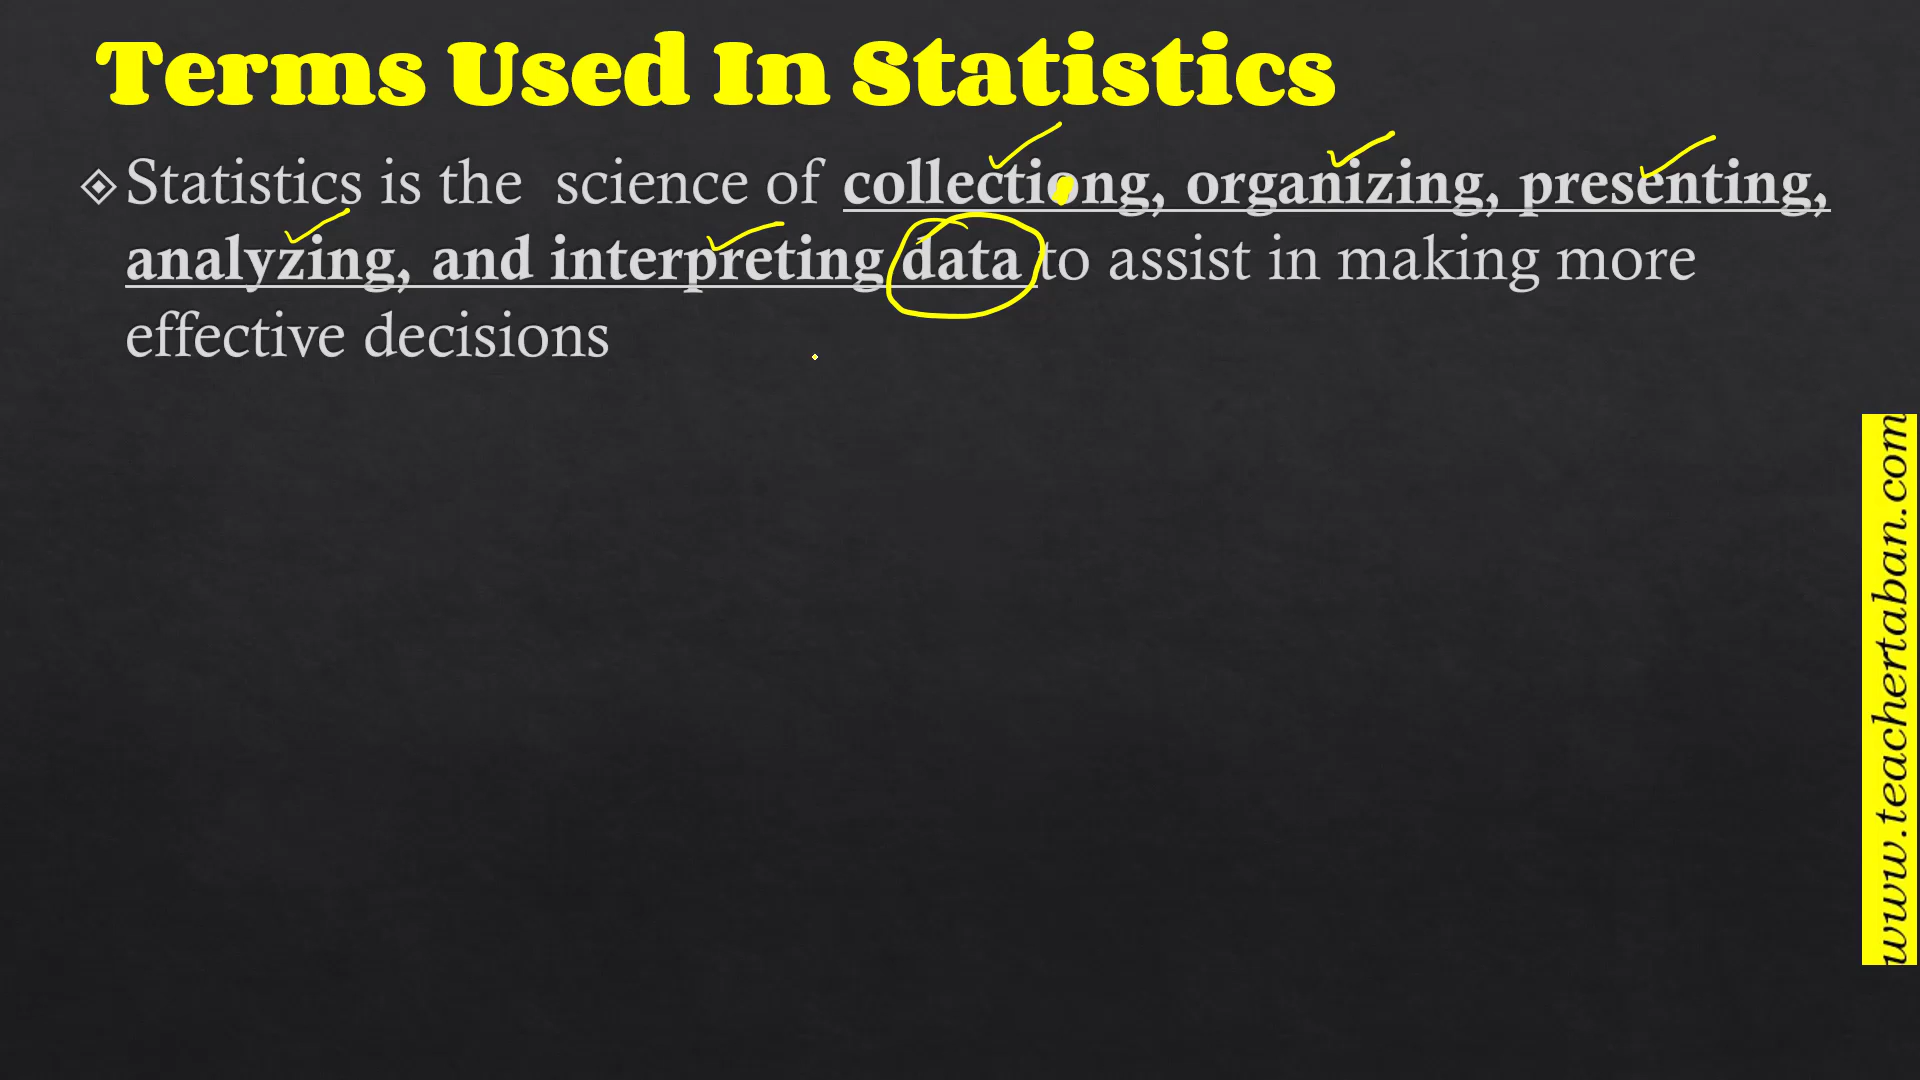 Terms Used In Statistics
Statistics is the science of collectiong, organizing, presenting,
analyzing, and interpreting data to assist in making more
effective decisions
www.teachertaban.com